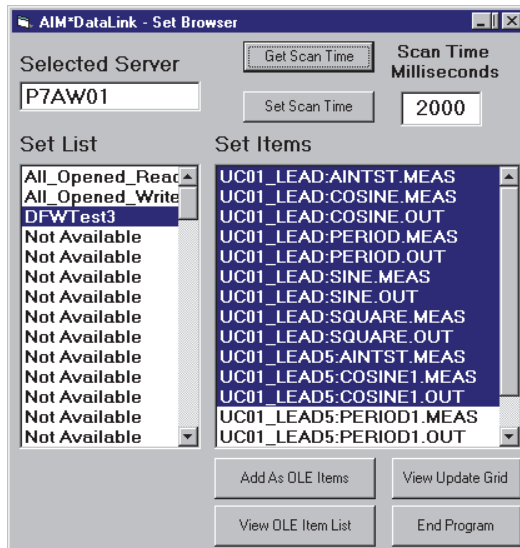 AIM*DataLink - Set Browser
Selected Server
P7AW01
Get Scan Time
Set Scan Time
Scan Time
Milliseconds
2000
Set List
All_Opened_Reac
All_Opened_Write
DFWTest3
Not Available
Not Available
Not Available
Not Available
Not Available
Not Available
Not Available
Not Available
Not Available
Not Available
Not Available
Set Items
UC01_LEAD:AINTST.MEAS
UC01_LEAD:COSINE.MEAS
UC01_LEAD:COSINE.OUT
UC01_LEAD:PERIOD.MEAS
UC01_LEAD:PERIOD.OUT
UC01_LEAD:SINE.MEAS
UC01_LEAD:SINE.OUT
UC01_LEAD:SQUARE.MEAS
UC01_LEAD:SQUARE.OUT
UC01_LEAD5:AINTST.MEAS
UC01_LEAD5:COSINE1.MEAS
UC01_LEAD5:COSINE1.OUT
UC01_LEAD5:PERIOD1.MEAS
UC01_LEAD5:PERIOD1.OUT
Add As OLE Items
View Update Grid
View OLE Item List
End Program